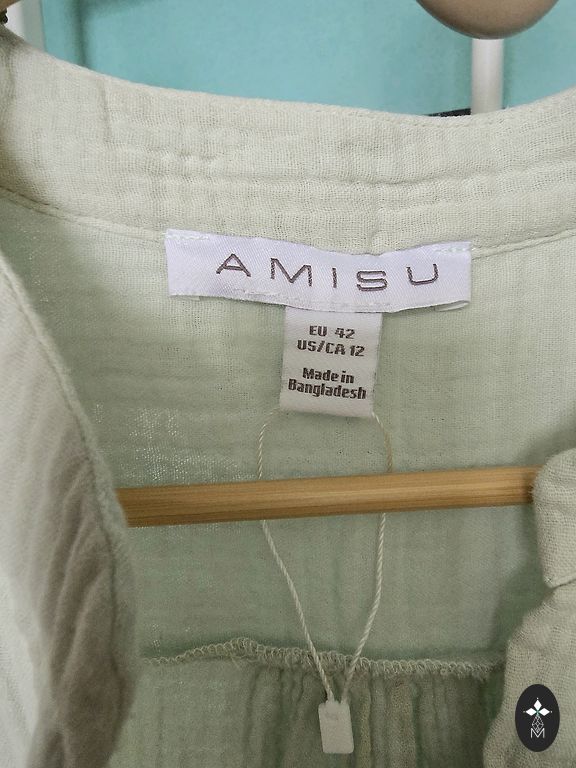 AMISU
EU 42
US/CA 12
Made in
Bangladesh